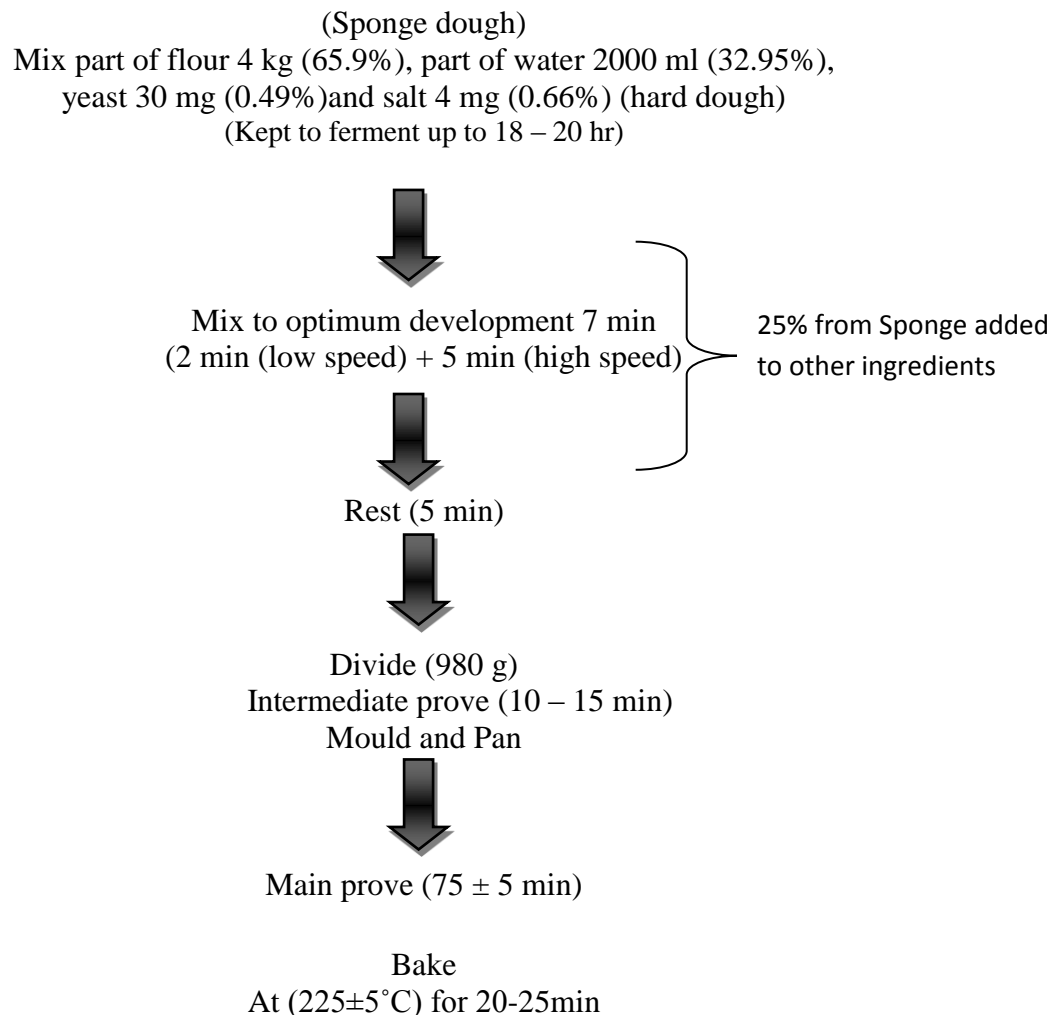 (Sponge dough)
Mix part of flour 4 kg (65.9%), part of water 2000 ml (32.95%),
yeast 30 mg (0.49%)and salt 4 mg (0.66%) (hard dough)
(Kept to ferment up to 18 – 20 hr)
Mix to optimum development 7 min
(2 min (low speed) + 5 min (high speed)
25% from Sponge added
to other ingredients
Rest (5 min)
Divide (980 g)
Intermediate prove (10 – 15 min)
Mould and Pan
Main prove (75 ± 5 min)
Bake
At (225±5˚C) for 20-25min